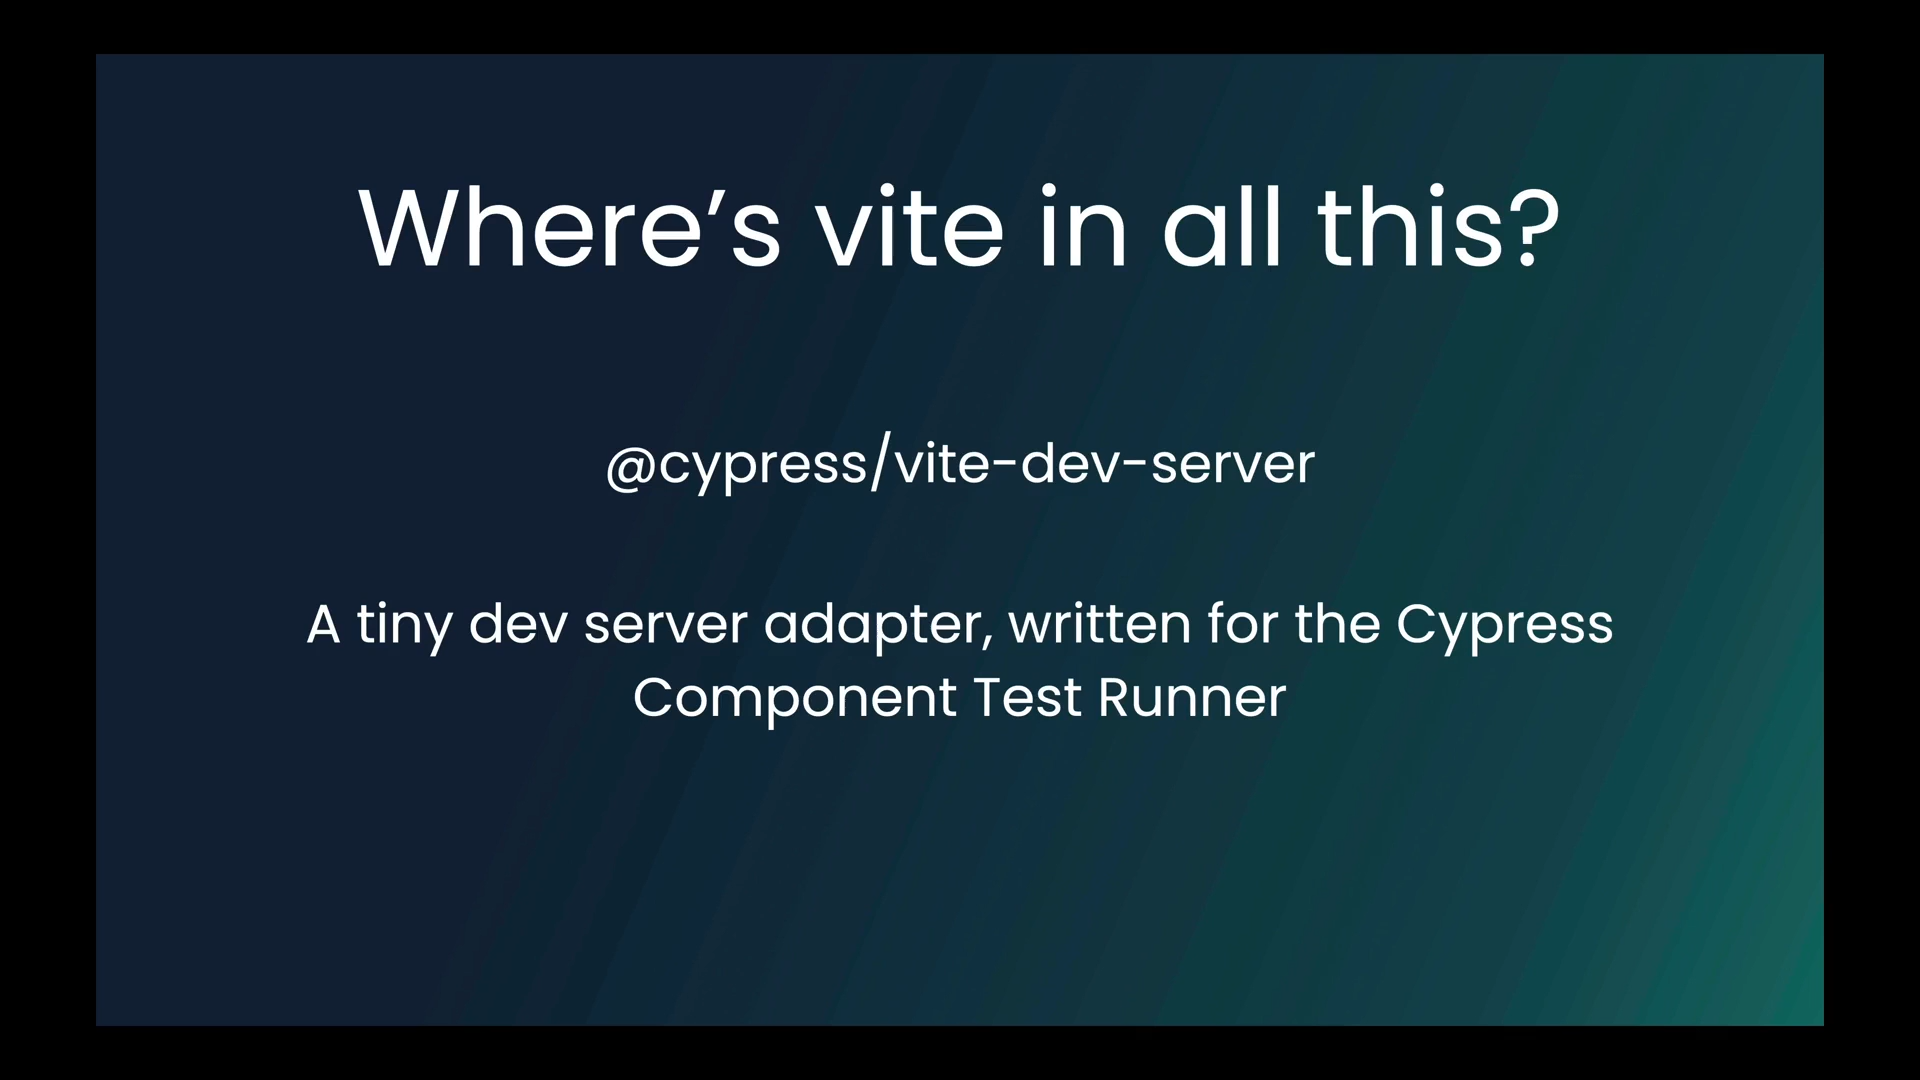 Where’s vite in all this?
@cypress/vite-dev-server
A tiny dev server adapter, written for the Cypress
Component Test Runner